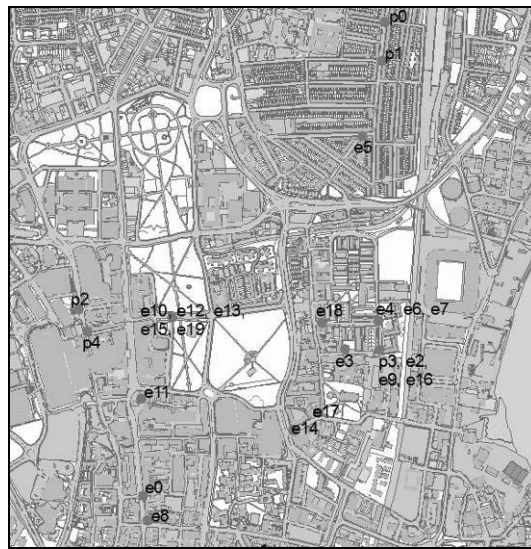 p0
p1
e5
p2
e10, e12, e13,
e18
e4, e6, e7
e15, e19
p4
e3
p3, e2,
e9, e16
e11
e17
e14
e0
e8